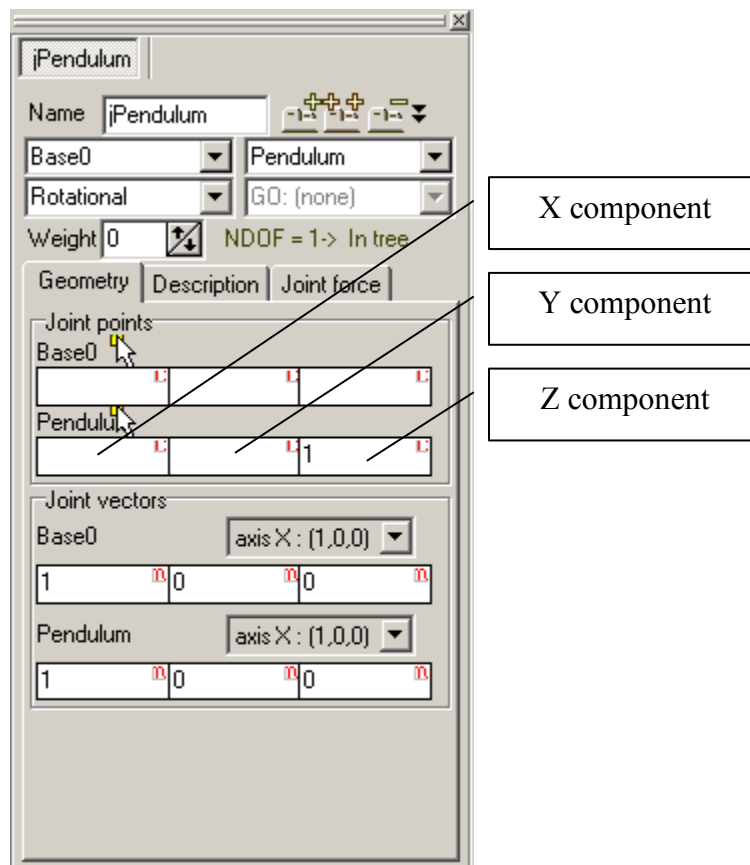 jPendulum
Name jPendulum
Base0 Pendulum
Rotational GO: (none)
Weight 0 NDOF = 1-> In tree
Geometry Description Joint force
Joint points
Base0
C C C
Pendulum
C C 1 C
Joint vectors
Base0 axis X : (1,0,0)
1 n 0 n 0 n
Pendulum axis X : (1,0,0)
1 n 0 n 0 n
X component
Y component
Z component